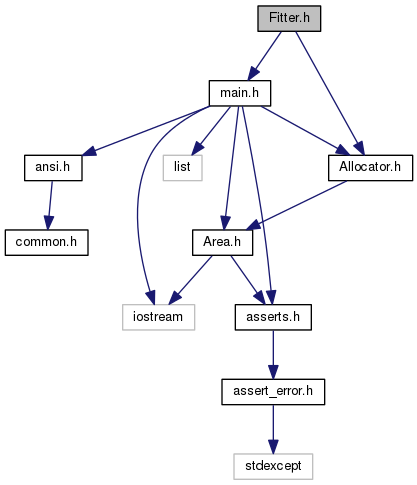 Fitter.h
main.h
ansi.h
list
Allocator.h
common.h
Area.h
iostream
asserts.h
assert_error.h
stdexcept